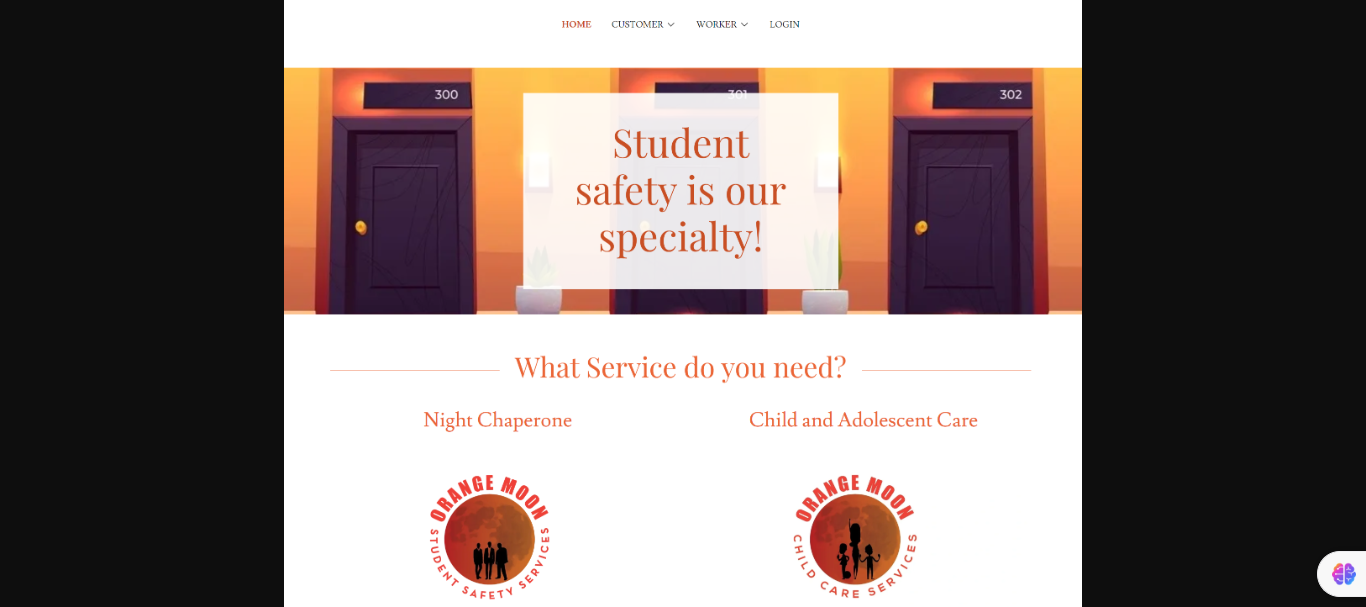 HOME CUSTOMER WORKER LOGIN
300 301 302
Student
safety is our
specialty!
What Service do you need?
Night Chaperone Child and Adolescent Care
ORANGE MOON
STUDENT SAFETY SERVICES
ORANGE MOON
CHILD CARE SERVICES